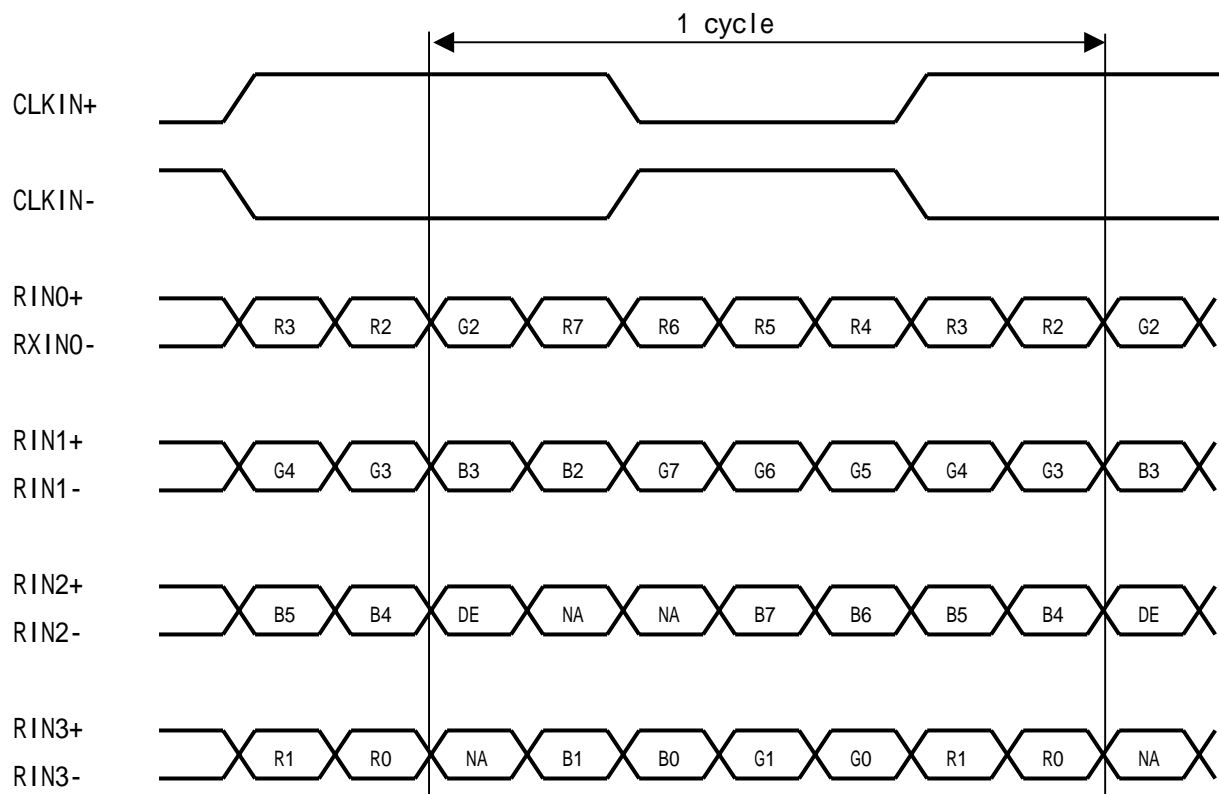 1 cycle
CLKIN+
CLKIN-
RIN0+
R3 R2 G2 R7 R6 R5 R4 R3 R2 G2
RXIN0-
RIN1+
G4 G3 B3 B2 G7 G6 G5 G4 G3 B3
RIN1-
RIN2+
B5 B4 DE NA NA B7 B6 B5 B4 DE
RIN2-
RIN3+
R1 R0 NA B1 B0 G1 G0 R1 R0 NA
RIN3-